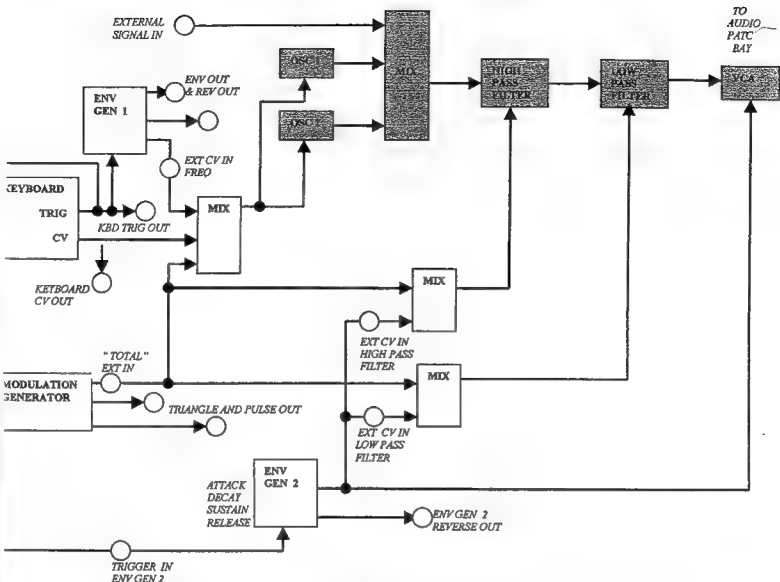 TO
AUDIO
PATC
BAY
EXTERNAL
SIGNAL IN
OSC 1
MIX
HIGH
PASS
FILTER
LOW
PASS
FILTER
VCA
ENV
GEN 1
ENV OUT
& REV OUT
OSC
EXT CV IN
FREQ
KEYBOARD
TRIG
CV
KBD TRIG OUT
MIX
KEYBOARD
CV OUT
MIX
EXT CV IN
HIGH PASS
FILTER
"TOTAL"
EXT IN
MODULATION
GENERATOR
TRIANGLE AND PULSE OUT
MIX
EXT CV IN
LOW PASS
FILTER
ATTACK
DECAY
SUSTAIN
RELEASE
ENV
GEN 2
ENV GEN 2
REVERSE OUT
TRIGGER IN
ENV GEN 2